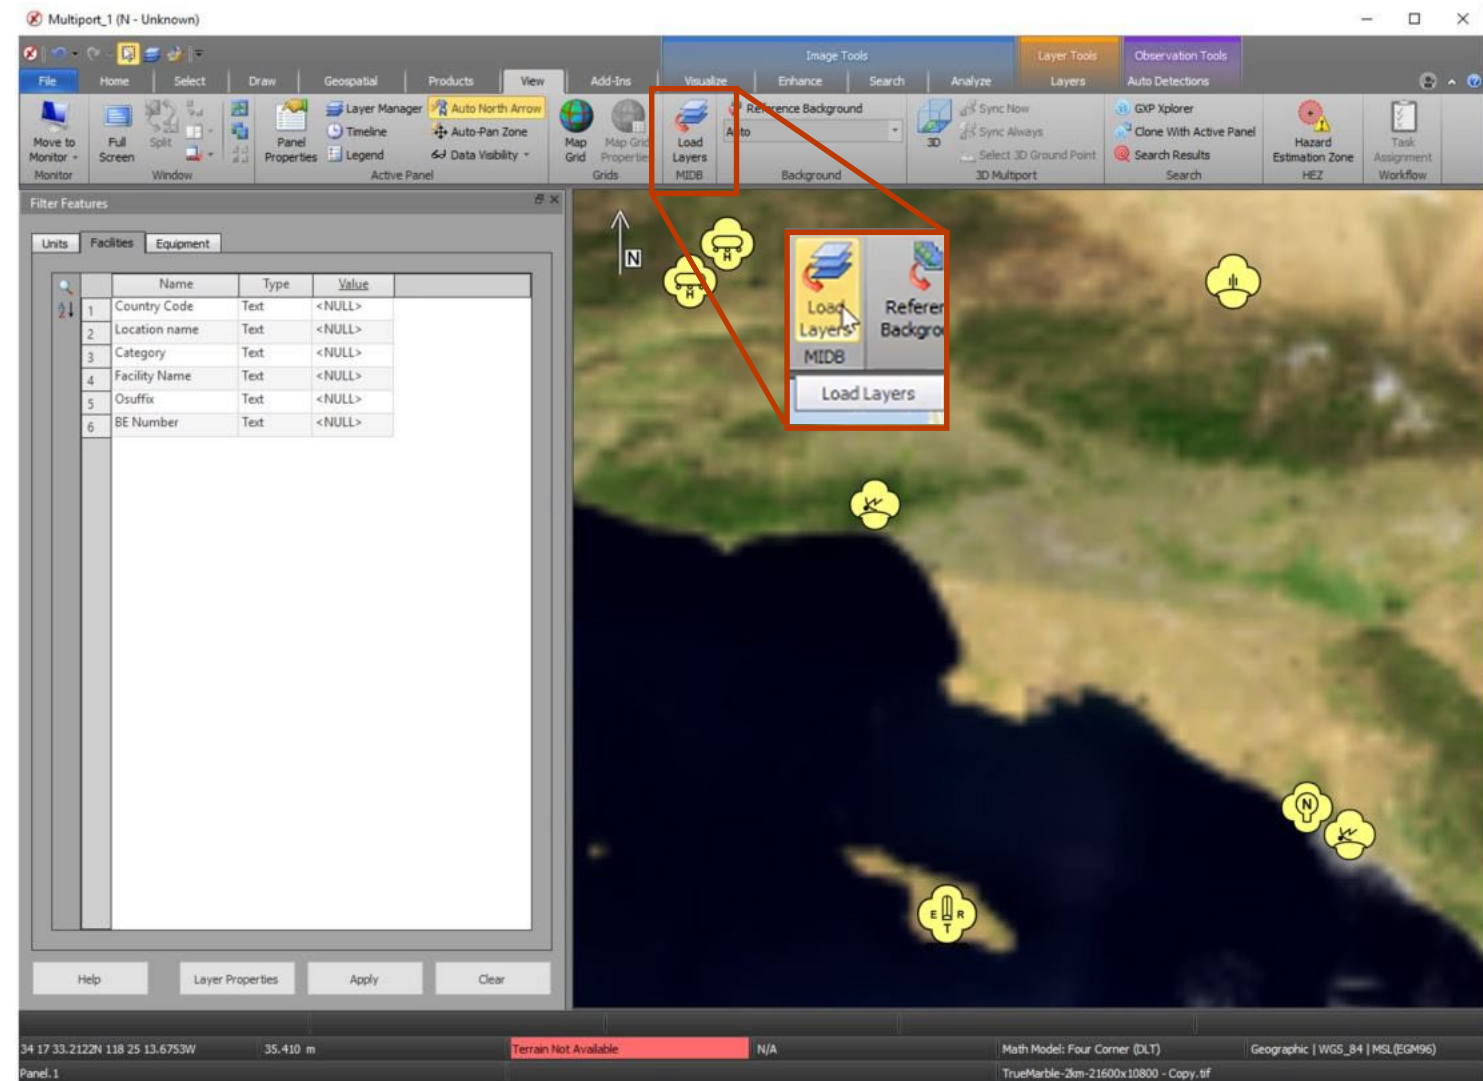 Multiport_1 (N - Unknown)
Image Tools Layer Tools Observation Tools
File Home Select Draw Geospatial Products View Add-Ins Visualize Enhance Search Analyze Layers Auto Detections
Layer Manager Auto North Arrow Reference Background Sync Now GXP Xplorer
Timeline Auto-Pan Zone Auto Sync Always Clone With Active Panel
Move to Monitor Full Screen Split Panel Properties Legend Data Visibility Map Grid Map Grid Properties Load Layers 3D Select 3D Ground Point Search Results Hazard Estimation Zone Task Assignment
Monitor Window Active Panel Grids MIDB Background 3D Multiport Search HEZ Workflow
Filter Features
Units Facilities Equipment
Name Type Value
1 Country Code Text <NULL>
2 Location name Text <NULL>
3 Category Text <NULL>
4 Facility Name Text <NULL>
5 Osuffix Text <NULL>
6 BE Number Text <NULL>
N
H
H
Load Referen
Layers Backgrou
MIDB
Load Layers
N
E R
T
Help Layer Properties Apply Clear
34 17 33.2122N 118 25 13.6753W 35.410 m Terrain Not Available N/A Math Model: Four Corner (DLT) Geographic | WGS_84 | MSL(EGM96)
Panel.1 TrueMarble-2km-21600x10800 - Copy.tif